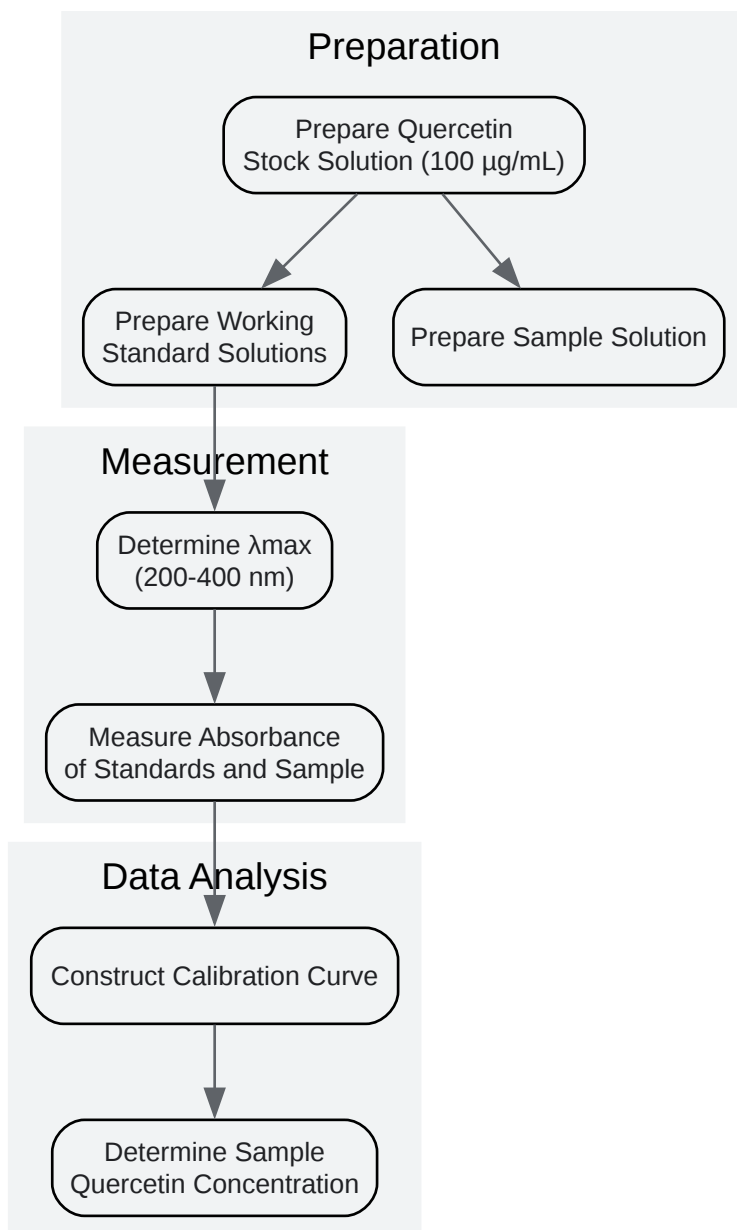 Preparation
Prepare Quercetin
Stock Solution (100 µg/mL)
Prepare Working
Standard Solutions
Prepare Sample Solution
Measurement
Determine λmax
(200-400 nm)
Measure Absorbance
of Standards and Sample
Data Analysis
Construct Calibration Curve
Determine Sample
Quercetin Concentration